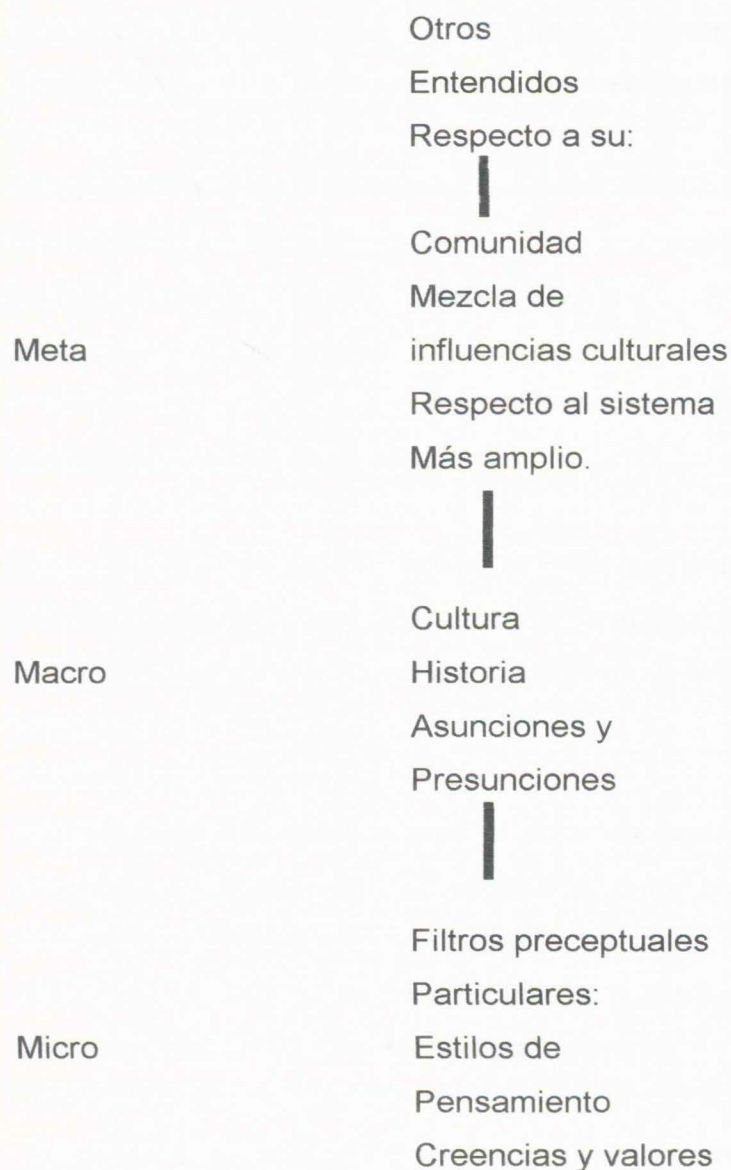 Otros
Entendidos
Respecto a su:
Comunidad
Mezcla de
Meta influencias culturales
Respecto al sistema
Más amplio.
Cultura
Macro Historia
Asunciones y
Presunciones
Filtros preceptuales
Particulares:
Micro Estilos de
Pensamiento
Creencias y valores